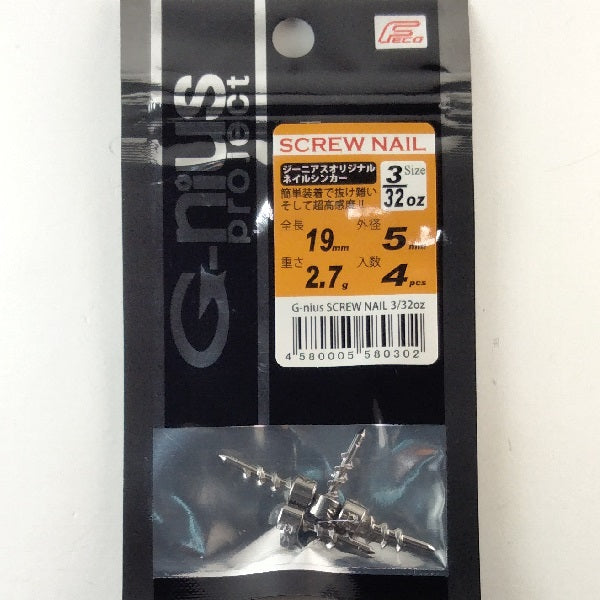 FECO
G-nius
project
SCREW NAIL
ジーニアスオリジナル
ネイルシンカー
3/32oz Size
簡単装着で抜け難い
そして超高感度!!
全長 19mm 外径 5mm
重さ 2.7g 入数 4pcs
G-nius SCREW NAIL 3/32oz
4 580005 580302